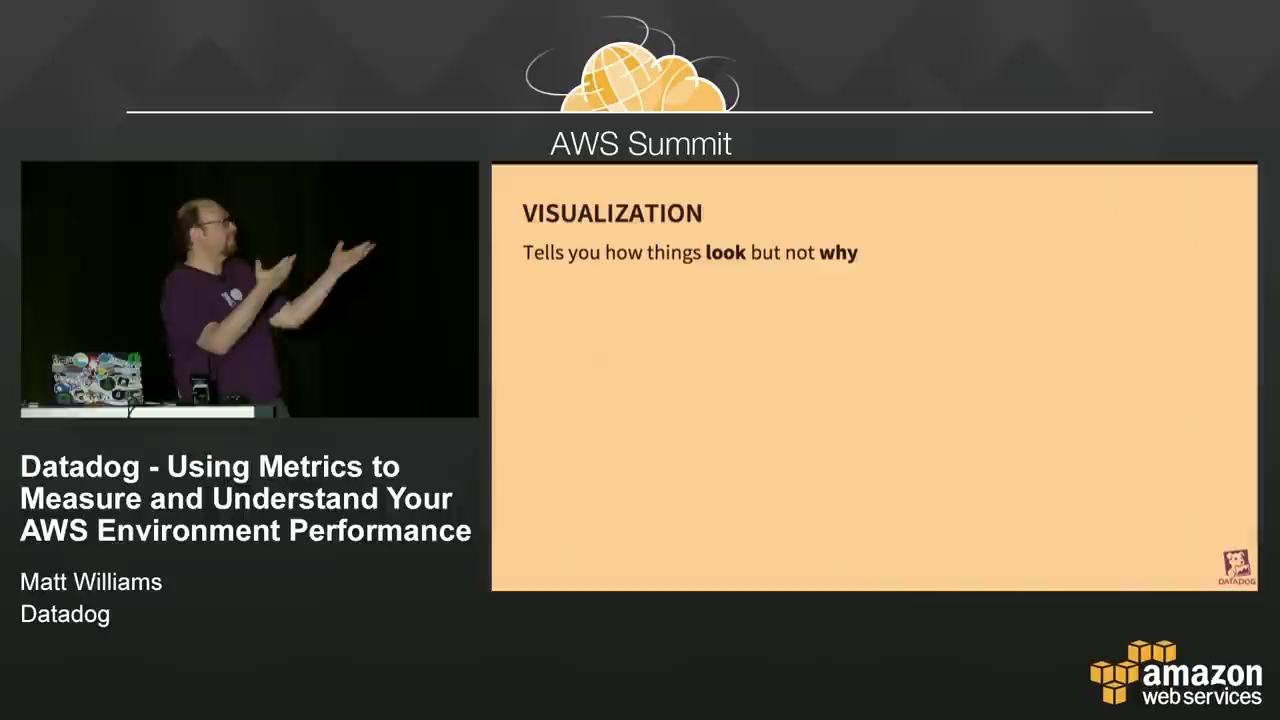 AWS Summit
VISUALIZATION
Tells you how things look but not why
DATADOG
Datadog - Using Metrics to
Measure and Understand Your
AWS Environment Performance
Matt Williams
Datadog
amazon
web services